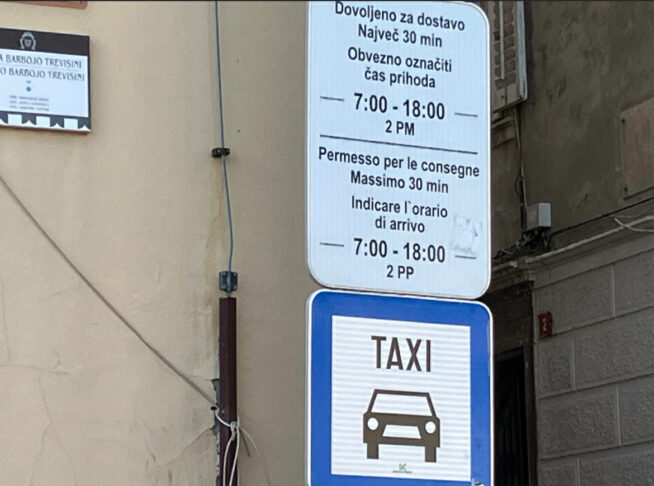 A BARBOJO TREVISINI
O BARBOJO TREVISINI
Dovoljeno za dostavo
Največ 30 min
Obvezno označiti
čas prihoda
7:00 - 18:00
2 PM
Permesso per le consegne
Massimo 30 min
Indicare l`orario
di arrivo
7:00 - 18:00
2 PP
TAXI
2